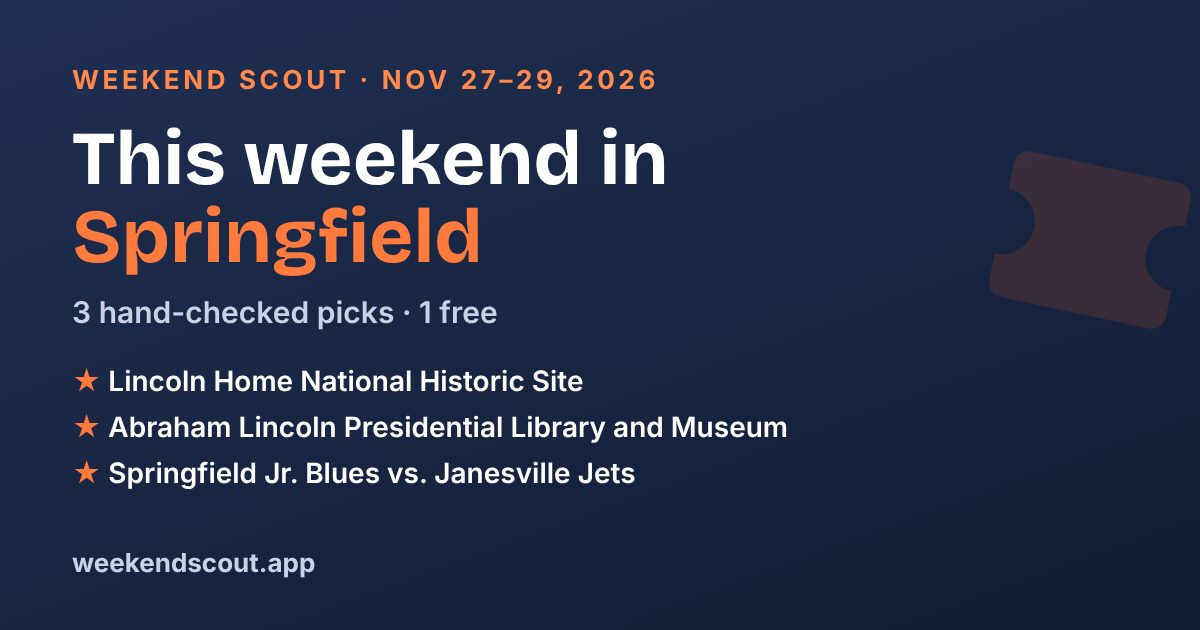 WEEKEND SCOUT · NOV 27–29, 2026
This weekend in
Springfield
3 hand-checked picks · 1 free
★ Lincoln Home National Historic Site
★ Abraham Lincoln Presidential Library and Museum
★ Springfield Jr. Blues vs. Janesville Jets
weekendscout.app